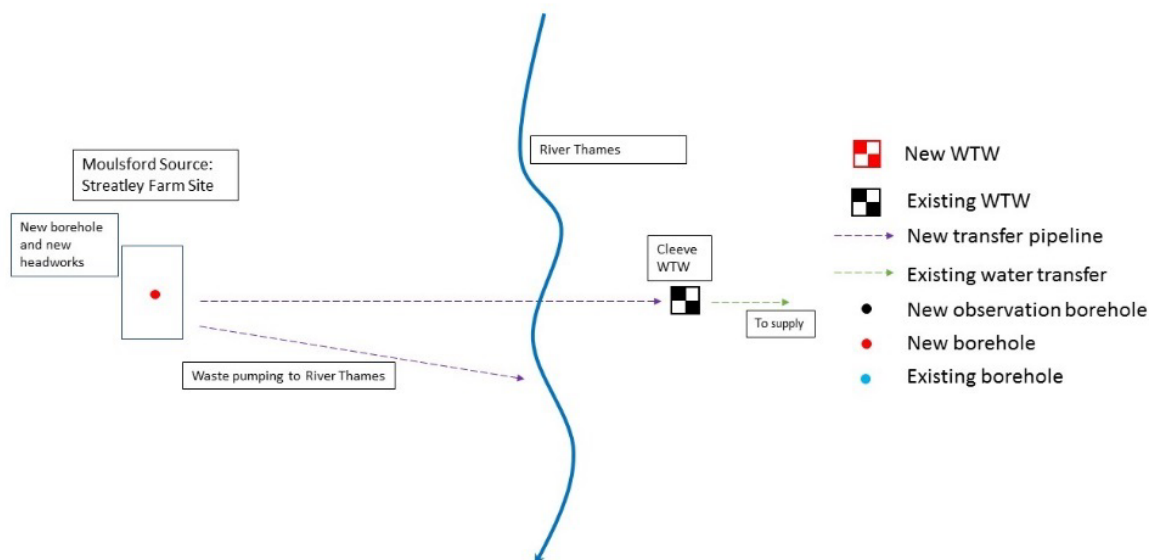 Moulsford Source:
Streatley Farm Site
New borehole
and new
headworks
River Thames
Cleeve
WTW
To supply
Waste pumping to River Thames
New WTW
Existing WTW
New transfer pipeline
Existing water transfer
New observation borehole
New borehole
Existing borehole